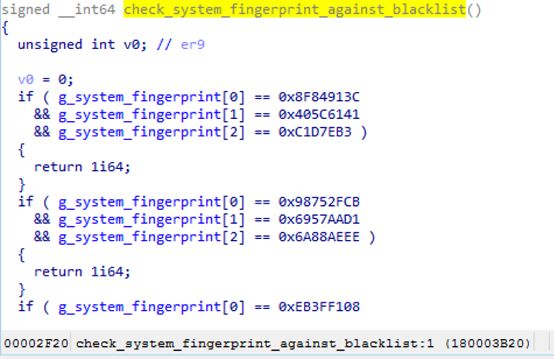 signed __int64 check_system_fingerprint_against_blacklist()
{
  unsigned int v0; // er9
  v0 = 0;
  if ( g_system_fingerprint[0] == 0x8F84913C
    && g_system_fingerprint[1] == 0x405C6141
    && g_system_fingerprint[2] == 0xC1D7EB3 )
  {
    return 1i64;
  }
  if ( g_system_fingerprint[0] == 0x98752FCB
    && g_system_fingerprint[1] == 0x6957AAD1
    && g_system_fingerprint[2] == 0x6A88AEEE )
  {
    return 1i64;
  }
  if ( g_system_fingerprint[0] == 0xEB3FF108
00002F20 check_system_fingerprint_against_blacklist:1 (180003B20)